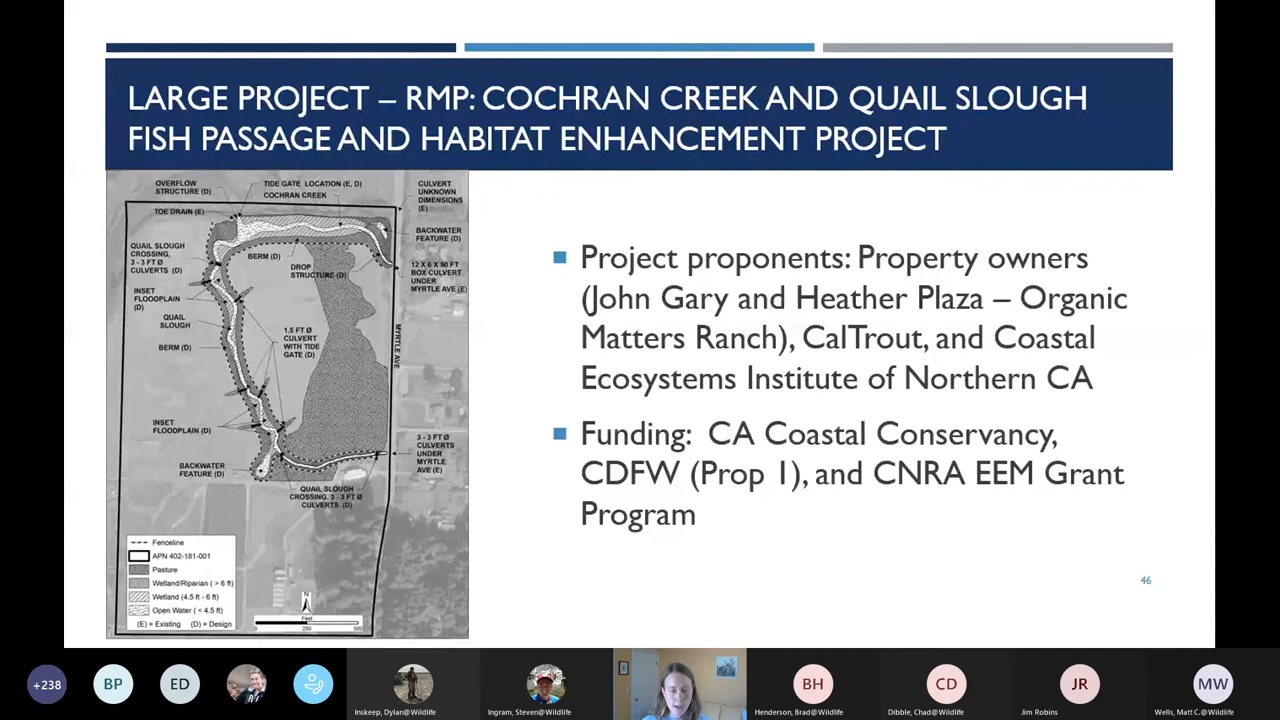 LARGE PROJECT – RMP: COCHRAN CREEK AND QUAIL SLOUGH
FISH PASSAGE AND HABITAT ENHANCEMENT PROJECT
OVERFLOW
STRUCTURE (D)
TIDE GATE LOCATION (E, D)
COCHRAN CREEK
CULVERT
UNKNOWN
DIMENSIONS
(E)
TOE DRAIN (E)
BACKWATER
FEATURE (D)
QUAIL SLOUGH
CROSSING,
3 - 3 FT Ø
CULVERTS (D)
BERM (D)
DROP
STRUCTURE (D)
12 X 6 X 50 FT
BOX CULVERT
UNDER
MYRTLE AVE (E)
INSET
FLOODPLAIN
(D)
QUAIL
SLOUGH
1.5 FT Ø
CULVERT
WITH TIDE
GATE (D)
BERM (D)
MYRTLE AVE
INSET
FLOODPLAIN (D)
3 - 3 FT Ø
CULVERTS
UNDER
MYRTLE
AVE (E)
BACKWATER
FEATURE (D)
QUAIL SLOUGH
CROSSING, 3 - 3 FT Ø
CULVERTS (D)
Fenceline
APN 402-181-001
Pasture
Wetland/Riparian ( > 6 ft)
Wetland (4.5 ft - 6 ft)
Open Water ( < 4.5 ft)
(E) = Existing (D) = Design
N
Feet
0 250 500
Project proponents: Property owners
(John Gary and Heather Plaza – Organic
Matters Ranch), CalTrout, and Coastal
Ecosystems Institute of Northern CA
Funding: CA Coastal Conservancy,
CDFW (Prop 1), and CNRA EEM Grant
Program
46
+238
BP
ED
Inskeep, Dylan@Wildlife
Ingram, Steven@Wildlife
BH
Henderson, Brad@Wildlife
CD
Dibble, Chad@Wildlife
JR
Jim Robins
MW
Wells, Matt C.@Wildlife